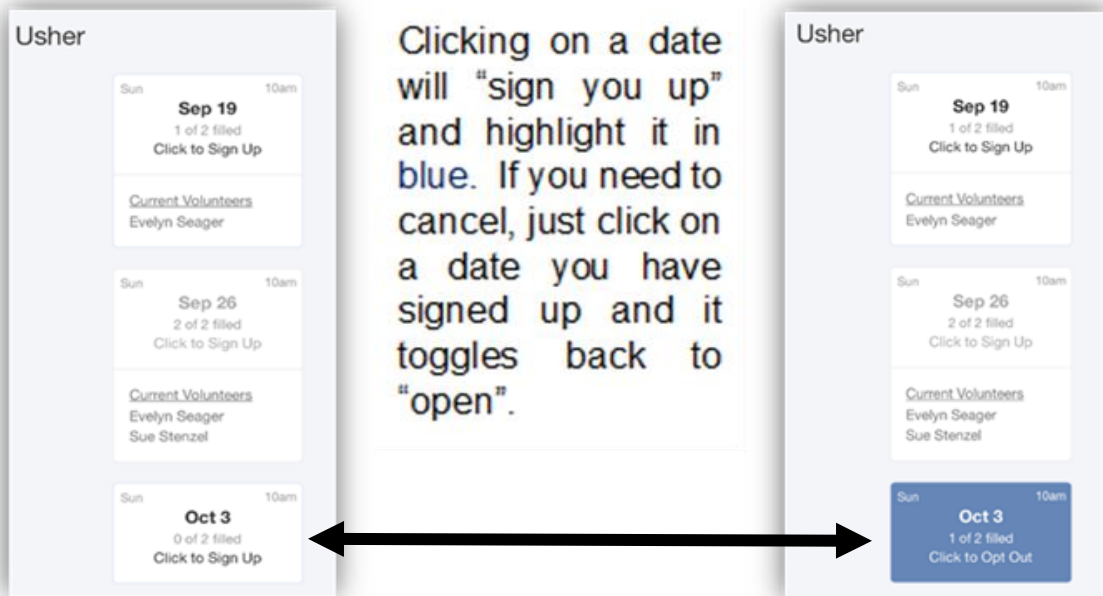 Usher
Sun 10am
Sep 19
1 of 2 filled
Click to Sign Up
Current Volunteers
Evelyn Seager
Sun 10am
Sep 26
2 of 2 filled
Click to Sign Up
Current Volunteers
Evelyn Seager
Sue Stenzel
Sun 10am
Oct 3
0 of 2 filled
Click to Sign Up
Clicking on a date
will “sign you up”
and highlight it in
blue. If you need to
cancel, just click on
a date you have
signed up and it
toggles back to
“open”.
Usher
Sun 10am
Sep 19
1 of 2 filled
Click to Sign Up
Current Volunteers
Evelyn Seager
Sun 10am
Sep 26
2 of 2 filled
Click to Sign Up
Current Volunteers
Evelyn Seager
Sue Stenzel
Sun 10am
Oct 3
1 of 2 filled
Click to Opt Out